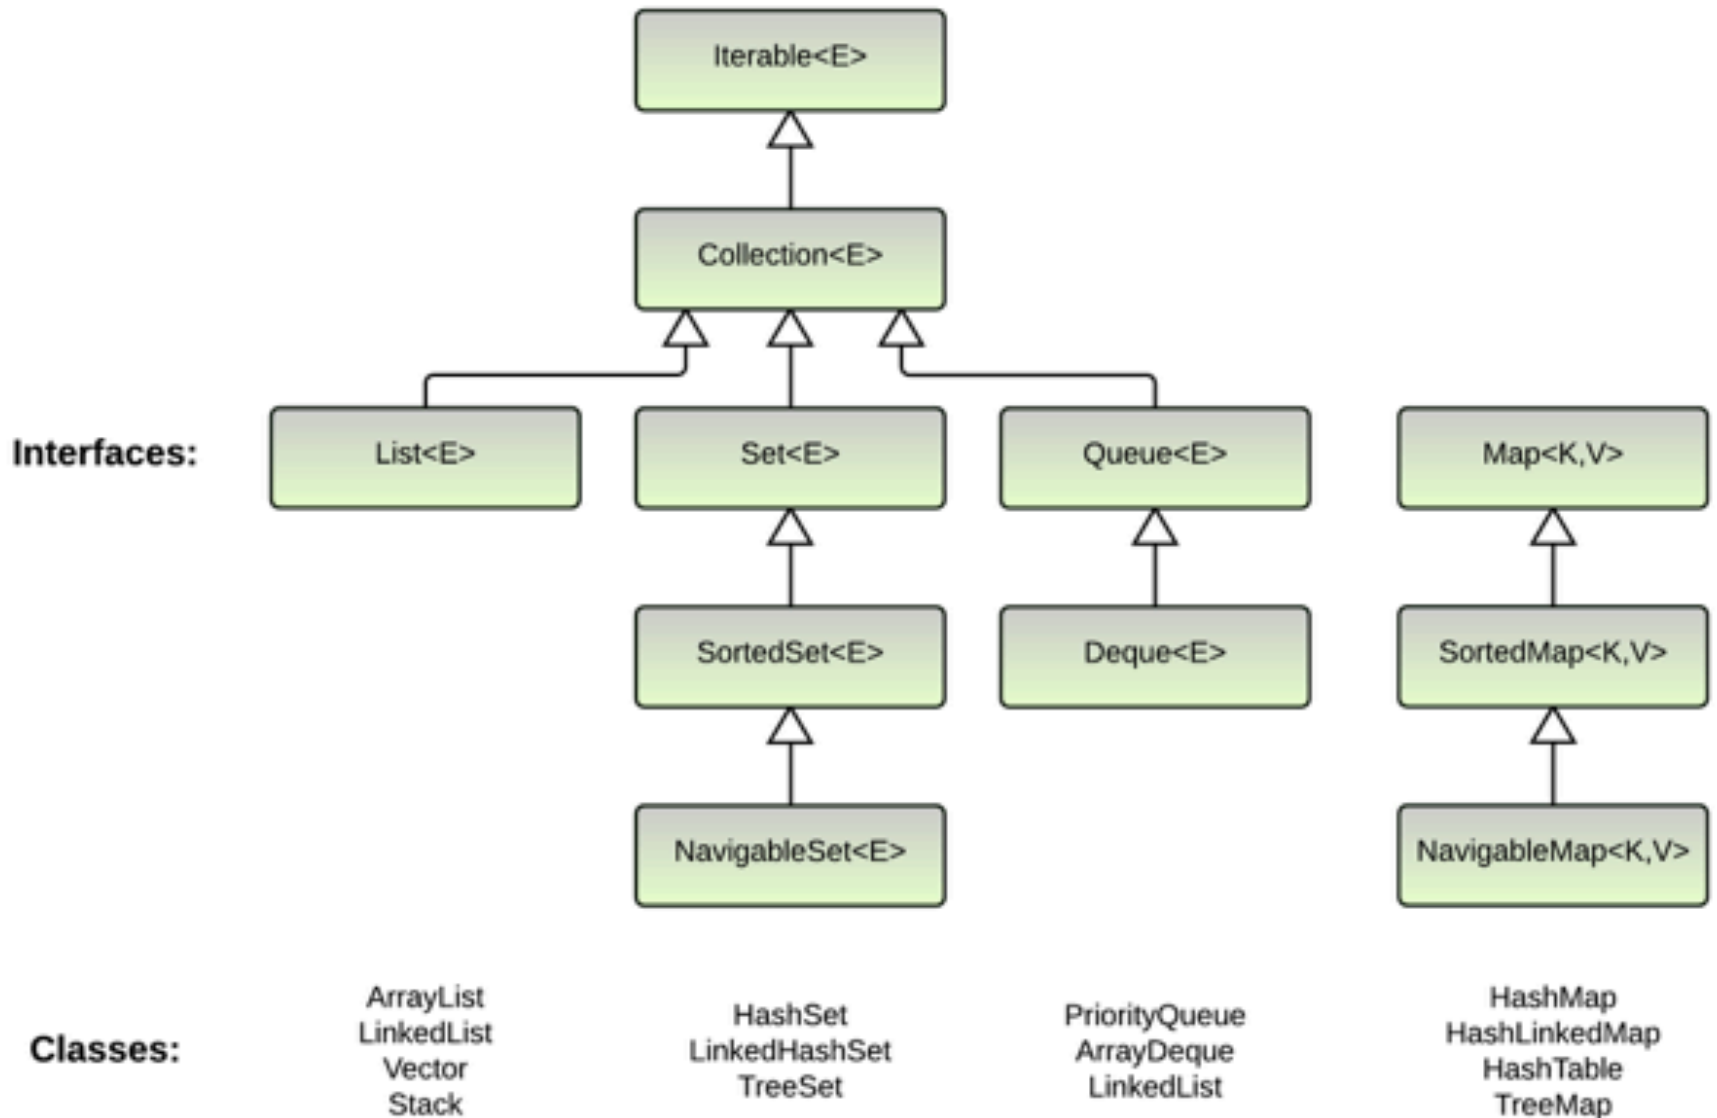 Iterable<E>
Collection<E>
Interfaces:
List<E>
Set<E>
Queue<E>
Map<K,V>
SortedSet<E>
Deque<E>
SortedMap<K,V>
NavigableSet<E>
NavigableMap<K,V>
Classes:
ArrayList
LinkedList
Vector
Stack
HashSet
LinkedHashSet
TreeSet
PriorityQueue
ArrayDeque
LinkedList
HashMap
HashLinkedMap
HashTable
TreeMap